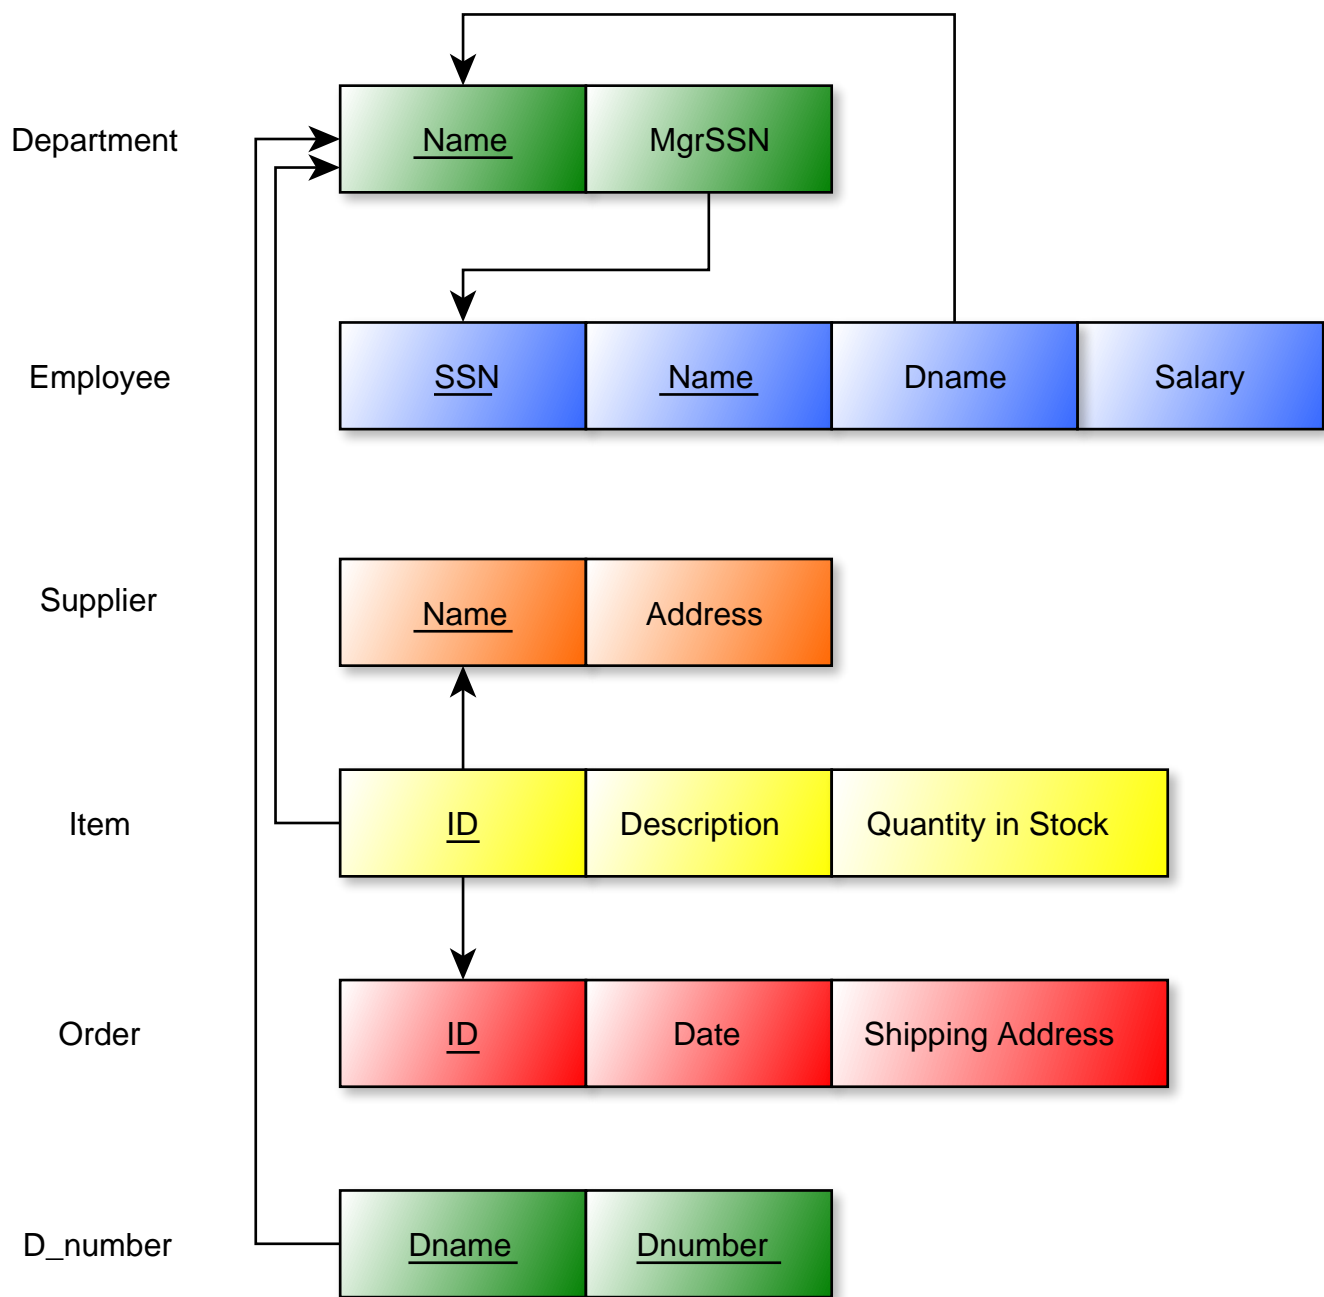 Department
Name
MgrSSN
Employee
SSN
Name
Dname
Salary
Supplier
Name
Address
Item
ID
Description
Quantity in Stock
Order
ID
Date
Shipping Address
D_number
Dname
Dnumber